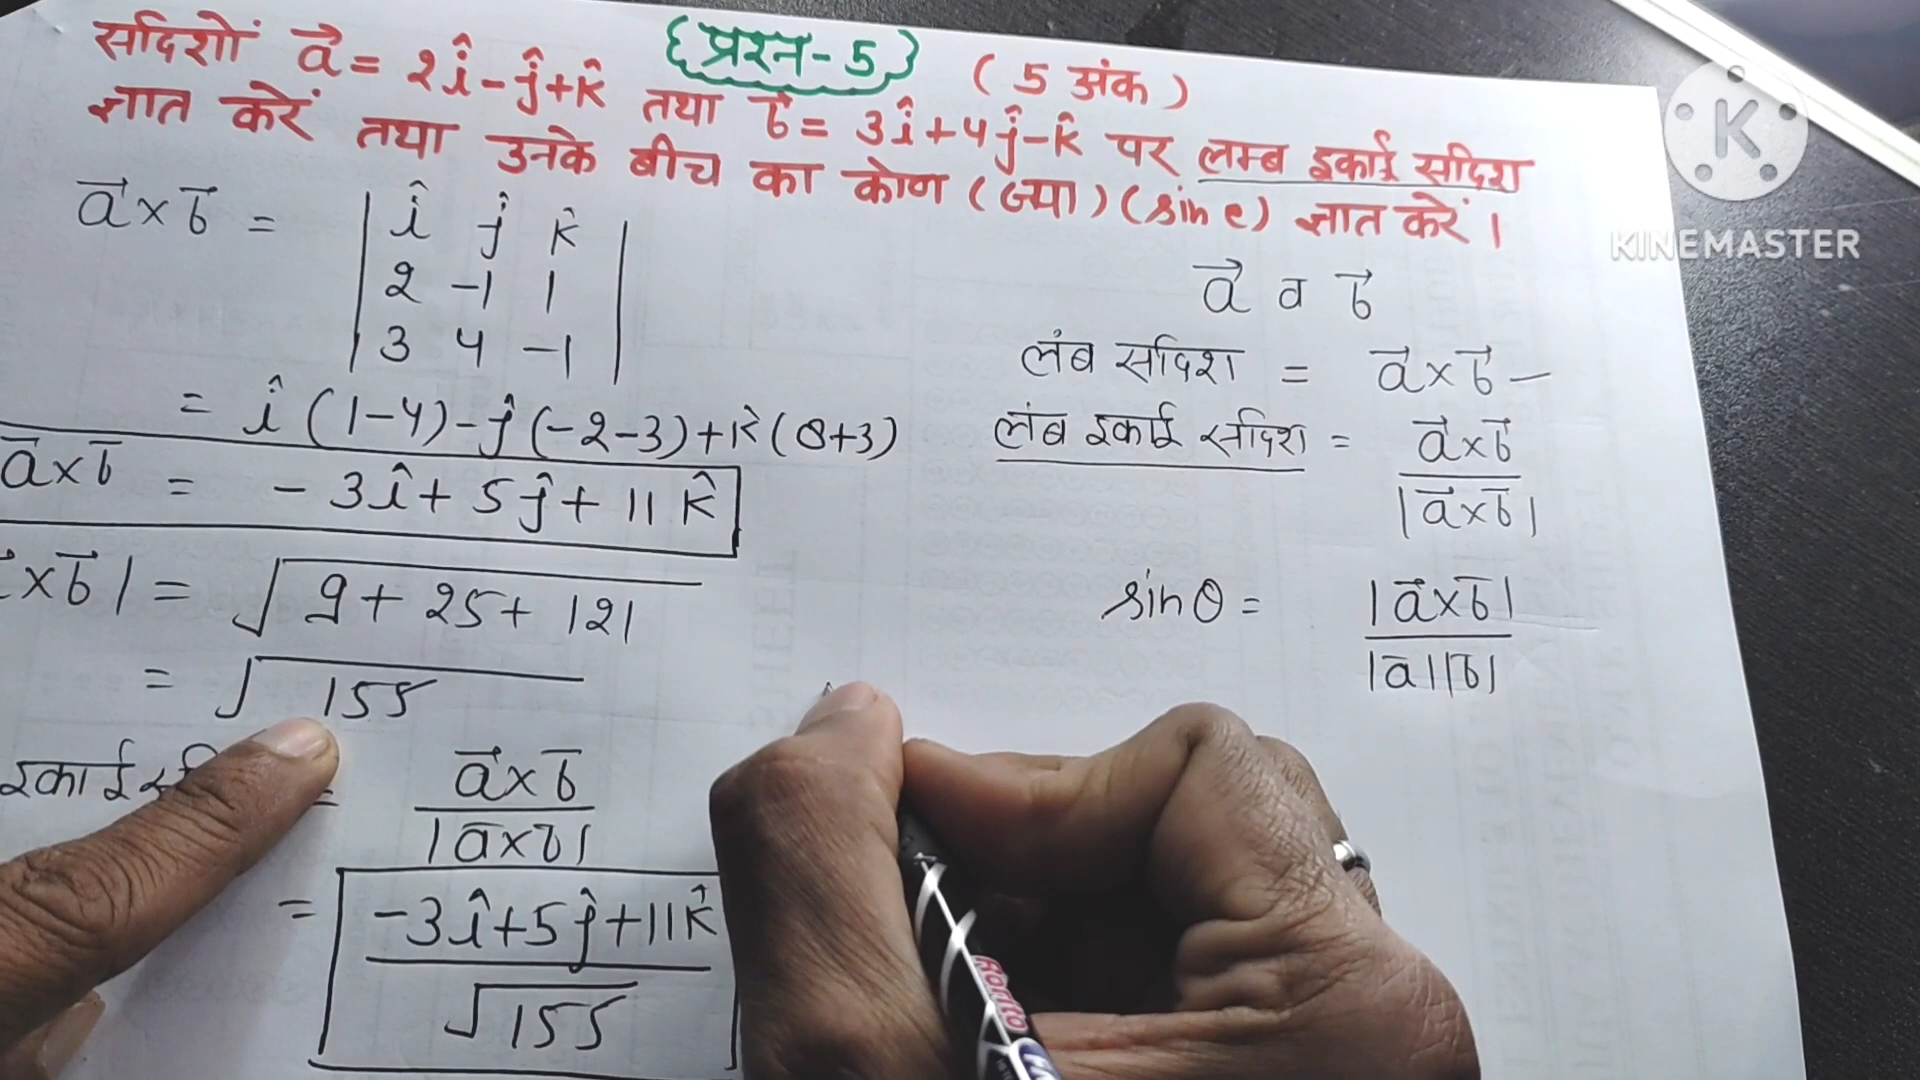 {प्रश्न-5}
(5 अंक)
सदिशों a⃗ = 2î-ĵ+k̂ तथा b⃗ = 3î+4ĵ-k̂ पर लम्ब इकाई सदिश
ज्ञात करें तथा उनके बीच का कोण (ज्या) (sin e) ज्ञात करें।
a⃗×b⃗ = | î ĵ k̂ |
| 2 -1 1 |
| 3 4 -1 |
= î (1-4)-ĵ (-2-3)+k̂ (8+3)
a⃗×b⃗ = -3î+5ĵ+11k̂
×b⃗| = √9+25+121
= √155
इकाई = a⃗×b⃗
|a⃗×b⃗|
= -3î+5ĵ+11k̂
√155
a⃗ व b⃗
लंब सदिश = a⃗×b⃗ –
लंब इकाई सदिश = a⃗×b⃗
|a⃗×b⃗|
sinθ = |a⃗×b⃗|
|a⃗||b⃗|
K
KINEMASTER